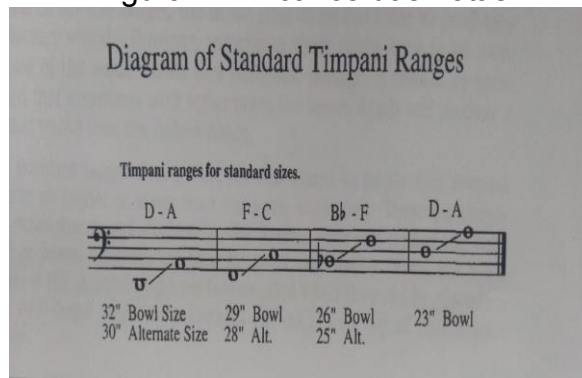 Diagram of Standard Timpani Ranges
Timpani ranges for standard sizes.
D - A F - C B♭ - F D - A
32" Bowl Size 29" Bowl 26" Bowl 23" Bowl
30" Alternate Size 28" Alt. 25" Alt.